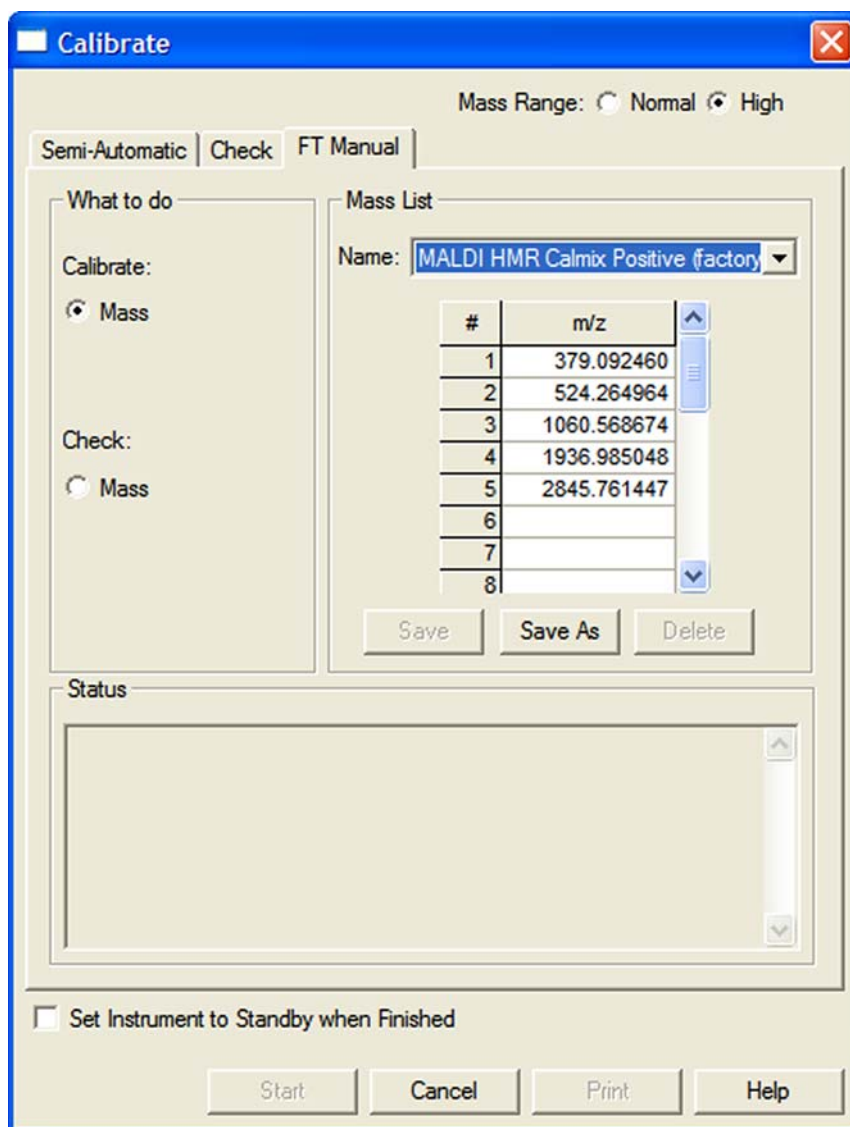 Calibrate
Mass Range: Normal High
Semi-Automatic Check FT Manual
What to do
Calibrate:
Mass
Check:
Mass
Mass List
Name: MALDI HMR Calmix Positive (factory
# m/z
1 379.092460
2 524.264964
3 1060.568674
4 1936.985048
5 2845.761447
6
7
8
Save Save As Delete
Status
Set Instrument to Standby when Finished
Start Cancel Print Help